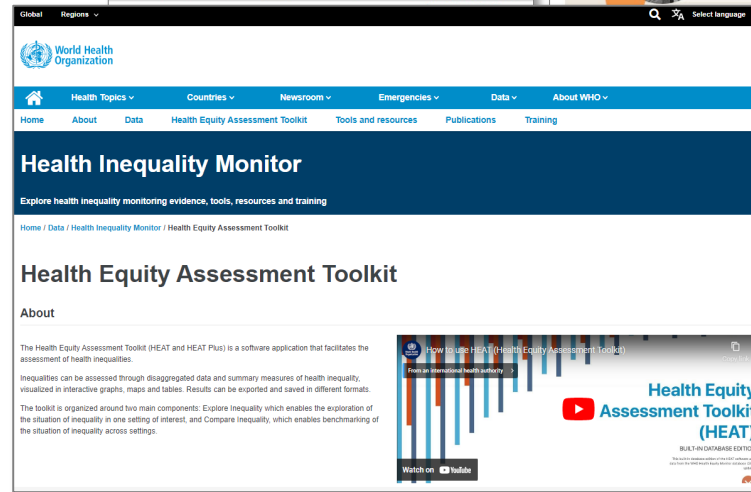 Global Regions
Select language
World Health
Organization
Health Topics Countries Newsroom Emergencies Data About WHO
Home About Data Health Equity Assessment Toolkit Tools and resources Publications Training
Health Inequality Monitor
Explore health inequality monitoring evidence, tools, resources and training
Home / Data / Health Inequality Monitor / Health Equity Assessment Toolkit
Health Equity Assessment Toolkit
About
The Health Equity Assessment Toolkit (HEAT and HEAT Plus) is a software application that facilitates the
assessment of health inequalities.
Inequalities can be assessed through disaggregated data and summary measures of health inequality,
visualized in interactive graphs, maps and tables. Results can be exported and saved in different formats.
The toolkit is organized around two main components: Explore Inequality which enables the exploration of
the situation of inequality in one setting of interest, and Compare Inequality, which enables benchmarking of
the situation of inequality across settings.
How to use HEAT (Health Equity Assessment Toolkit)
From an international health authority
Health Equity
Assessment Toolkit
(HEAT)
BUILT-IN DATABASE EDITIO
Watch on YouTube